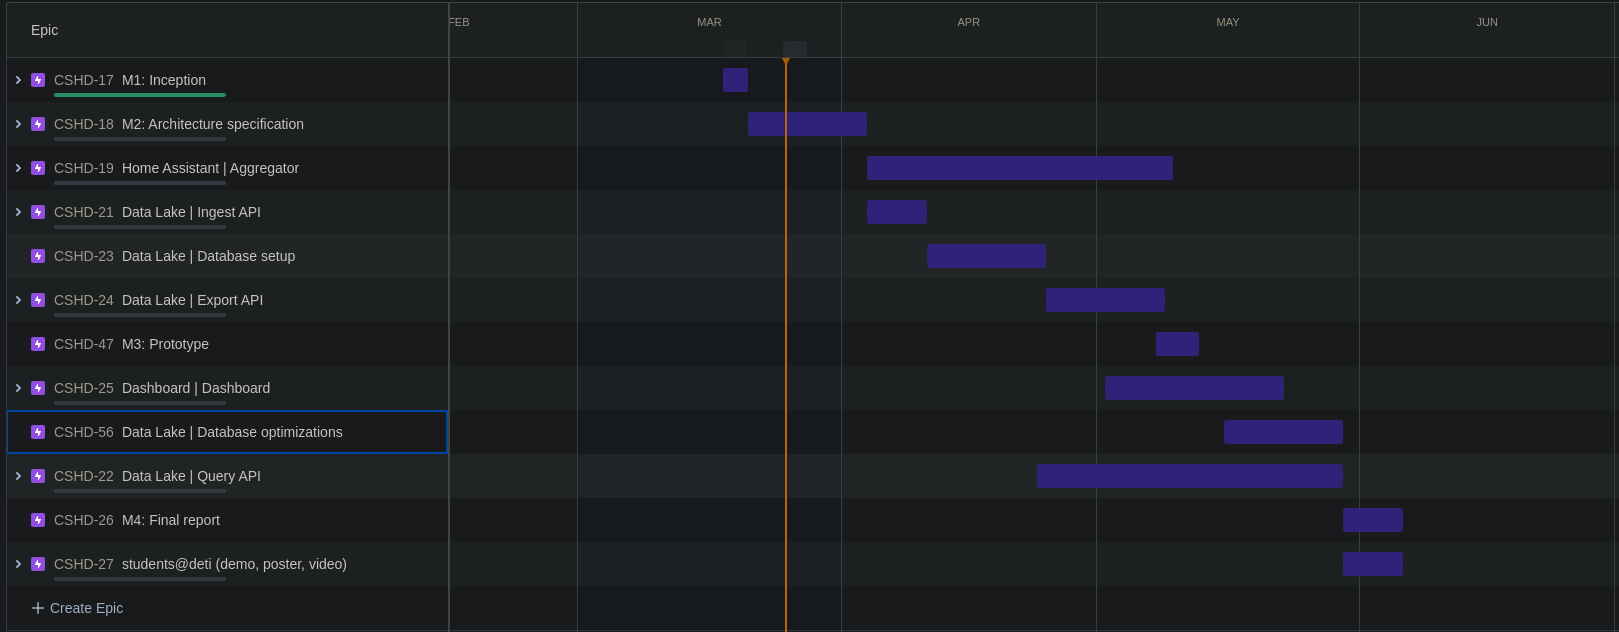 Epic
FEB MAR APR MAY JUN
CSHD-17 M1: Inception
CSHD-18 M2: Architecture specification
CSHD-19 Home Assistant | Aggregator
CSHD-21 Data Lake | Ingest API
CSHD-23 Data Lake | Database setup
CSHD-24 Data Lake | Export API
CSHD-47 M3: Prototype
CSHD-25 Dashboard | Dashboard
CSHD-56 Data Lake | Database optimizations
CSHD-22 Data Lake | Query API
CSHD-26 M4: Final report
CSHD-27 students@deti (demo, poster, video)
Create Epic